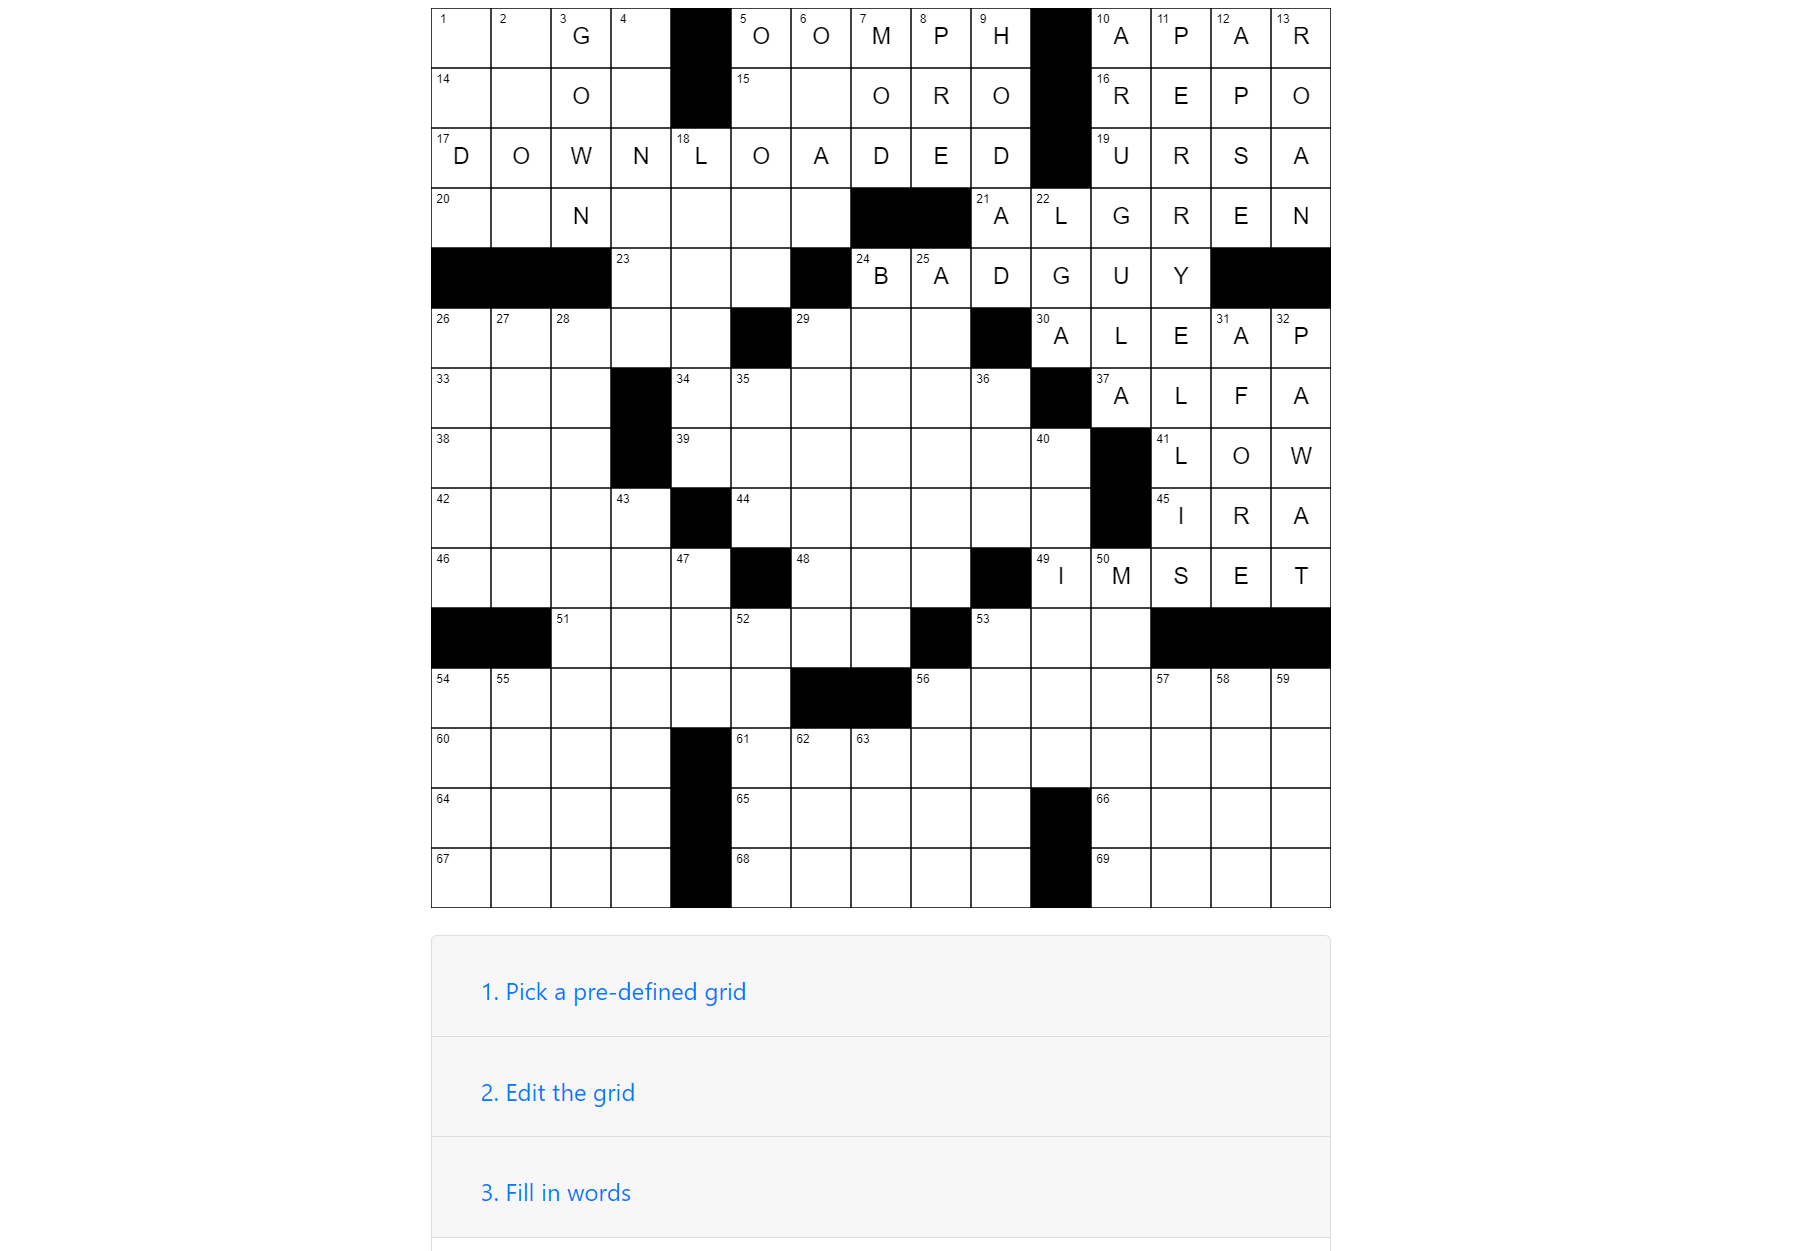 1 2 3 G 4 5 O 6 O 7 M 8 P 9 H 10 A 11 P 12 A 13 R
14 O 15 O R O 16 R E P O
17 D O W N 18 L O A D E D 19 U R S A
20 N 21 A 22 L G R E N
23 24 B 25 A D G U Y
26 27 28 29 30 A L E 31 A 32 P
33 34 35 36 37 A L F A
38 39 40 41 L O W
42 43 44 45 I R A
46 47 48 49 I 50 M S E T
51 52 53
54 55 56 57 58 59
60 61 62 63
64 65 66
67 68 69
1. Pick a pre-defined grid
2. Edit the grid
3. Fill in words